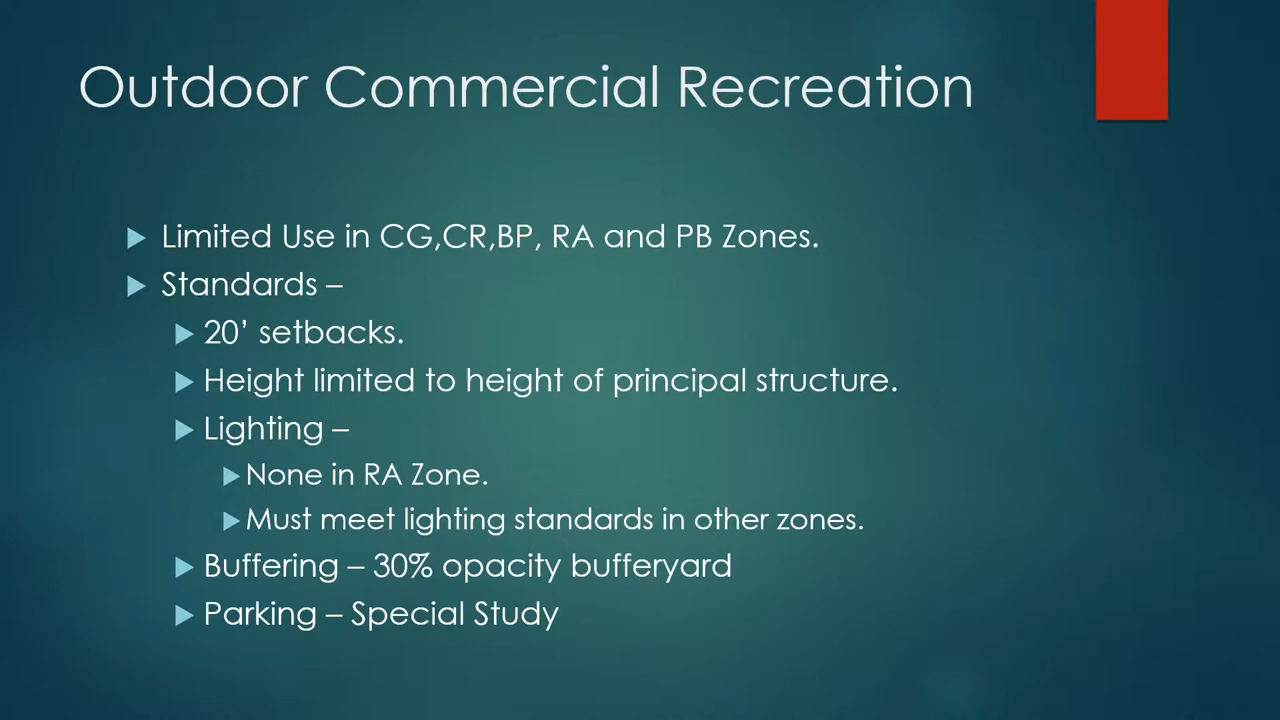 Outdoor Commercial Recreation
Limited Use in CG,CR,BP, RA and PB Zones.
Standards –
20’ setbacks.
Height limited to height of principal structure.
Lighting –
None in RA Zone.
Must meet lighting standards in other zones.
Buffering – 30% opacity bufferyard
Parking – Special Study